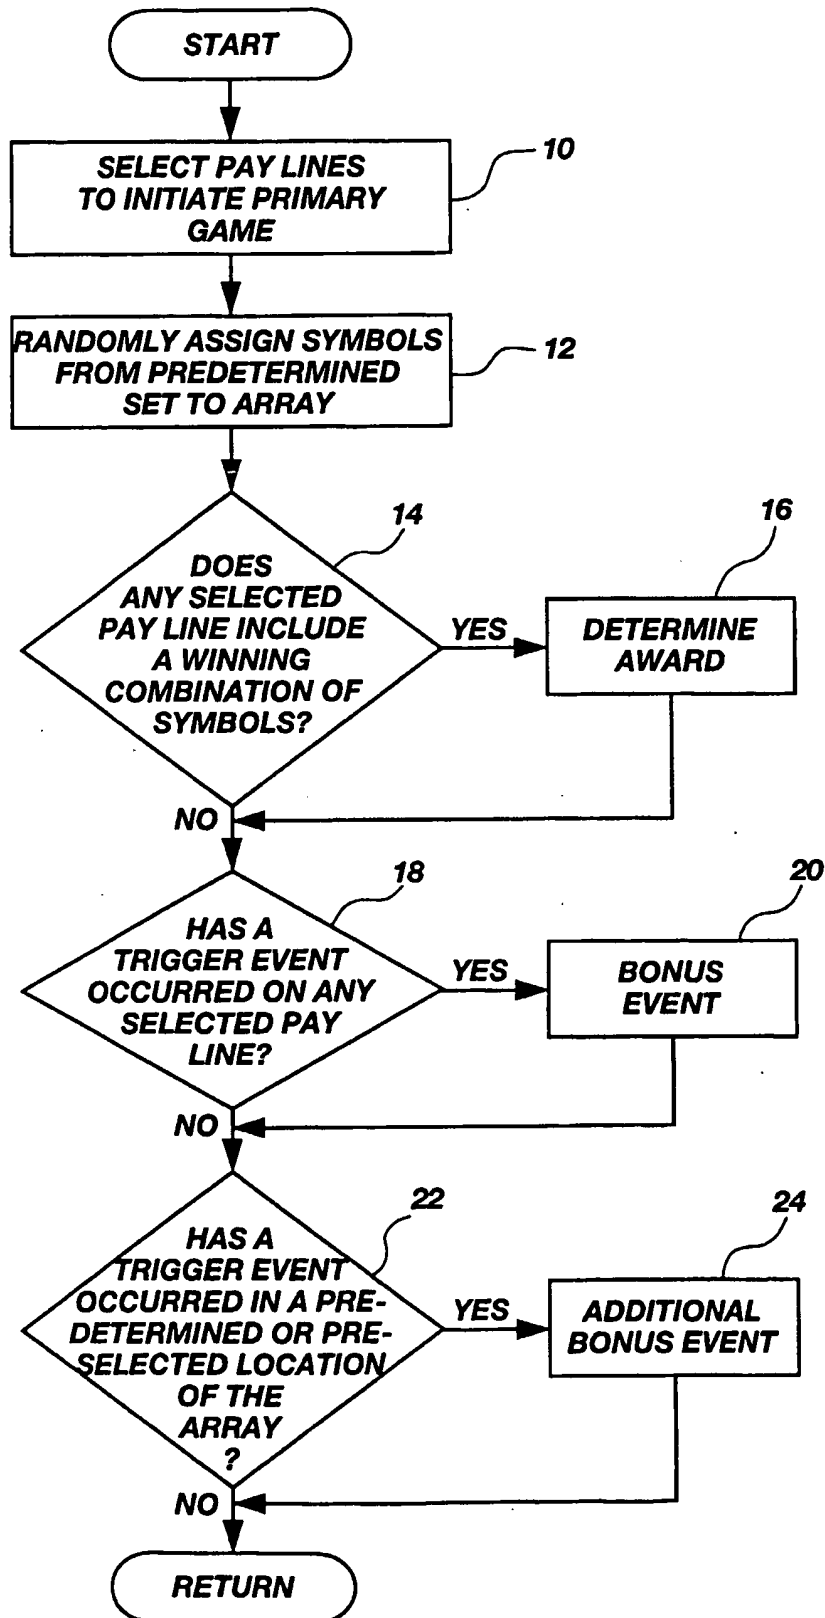 START
SELECT PAY LINES
TO INITIATE PRIMARY
GAME
10
RANDOMLY ASSIGN SYMBOLS
FROM PREDETERMINED
SET TO ARRAY
12
DOES
ANY SELECTED
PAY LINE INCLUDE
A WINNING
COMBINATION OF
SYMBOLS?
14
YES
DETERMINE
AWARD
16
NO
HAS A
TRIGGER EVENT
OCCURRED ON ANY
SELECTED PAY
LINE?
18
YES
BONUS
EVENT
20
NO
HAS A
TRIGGER EVENT
OCCURRED IN A PRE-
DETERMINED OR PRE-
SELECTED LOCATION
OF THE
ARRAY
?
22
YES
ADDITIONAL
BONUS EVENT
24
NO
RETURN